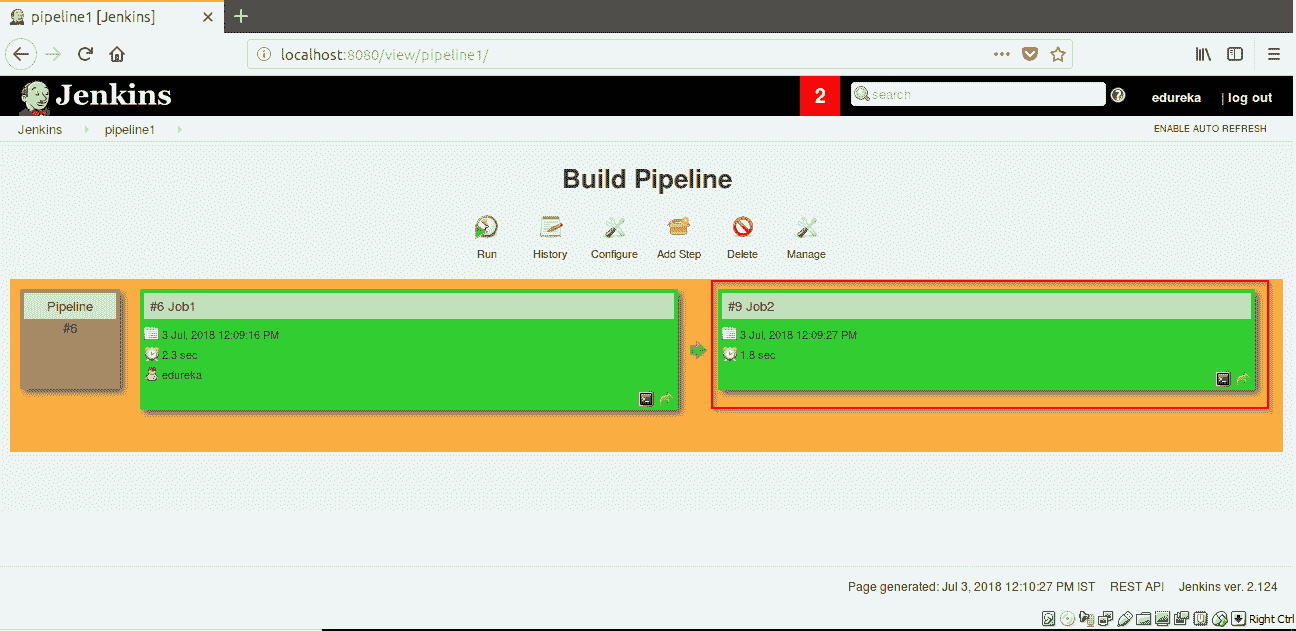 pipeline1 [Jenkins]
localhost:8080/view/pipeline1/
Jenkins
2
search
edureka
| log out
Jenkins
pipeline1
ENABLE AUTO REFRESH
Build Pipeline
Run
History
Configure
Add Step
Delete
Manage
Pipeline
#6
#6 Job1
3 Jul, 2018 12:09:16 PM
2.3 sec
edureka
#9 Job2
3 Jul, 2018 12:09:27 PM
1.8 sec
Page generated: Jul 3, 2018 12:10:27 PM IST
REST API
Jenkins ver. 2.124
Right Ctrl